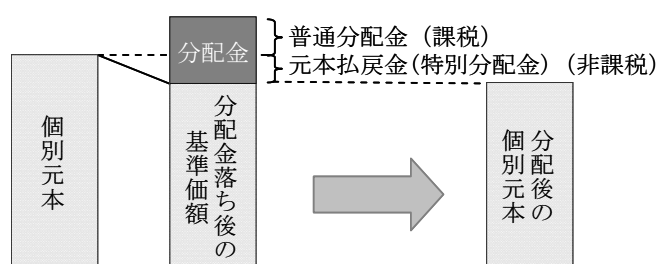 分配金
普通分配金（課税）
元本払戻金（特別分配金）（非課税）
個別元本
分配金落ち後の
基準価額
分配後の
個別元本